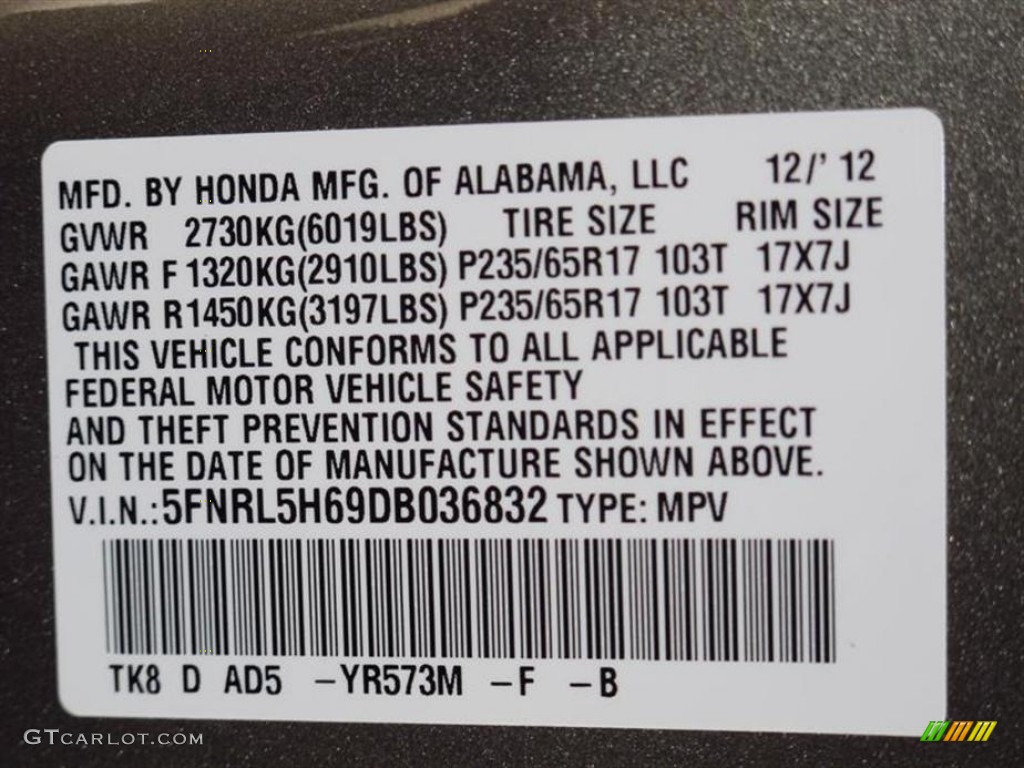 MFD. BY HONDA MFG. OF ALABAMA, LLC 12/' 12
GVWR 2730KG(6019LBS) TIRE SIZE RIM SIZE
GAWR F 1320KG(2910LBS) P235/65R17 103T 17X7J
GAWR R1450KG(3197LBS) P235/65R17 103T 17X7J
THIS VEHICLE CONFORMS TO ALL APPLICABLE
FEDERAL MOTOR VEHICLE SAFETY
AND THEFT PREVENTION STANDARDS IN EFFECT
ON THE DATE OF MANUFACTURE SHOWN ABOVE.
V.I.N.:5FNRL5H69DB036832 TYPE: MPV
TK8 D AD5 -YR573M -F -B
GTCARLOT.COM